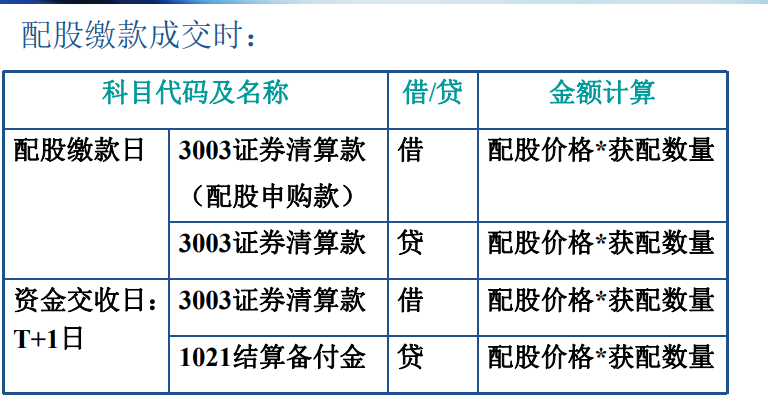 配股缴款成交时：
科目代码及名称 借/贷 金额计算
配股缴款日 3003证券清算款 借 配股价格*获配数量
（配股申购款）
3003证券清算款 贷 配股价格*获配数量
资金交收日： 3003证券清算款 借 配股价格*获配数量
T+1日
1021结算备付金 贷 配股价格*获配数量